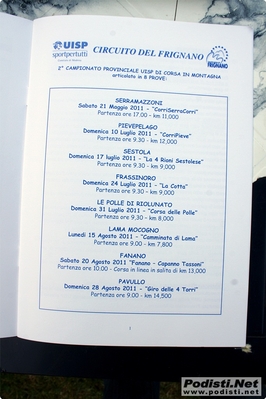 UISP
sportpertutti
CIRCUITO DEL FRIGNANO
FRIGNANO
2° CAMPIONATO PROVINCIALE UISP DI CORSA IN MONTAGNA
articolato in 8 PROVE:
SERRAMAZZONI
Sabato 21 Maggio 2011 - "CorriSerraCorri"
Partenza ore 17.00 - km 11,000
PIEVEPELAGO
Domenica 10 Luglio 2011 - "CorriPieve"
Partenza ore 9.30 - km 12,000
SESTOLA
Domenica 17 luglio 2011 - "La 4 Rioni Sestolese"
Partenza ore 9.30 - km 9,000
FRASSINORO
Domenica 24 Luglio 2011 - "La Cotta"
Partenza ore 9.30 - km 9,000
LE POLLE DI RIOLUNATO
Domenica 31 Luglio 2011 - "Corsa delle Polle"
Partenza ore 9,30 - km 8,000
LAMA MOCOGNO
Lunedì 15 Agosto 2011 - "Camminata di Lama"
Partenza ore 9.00 - km 7,800
FANANO
Sabato 20 Agosto 2011 "Fanano - Capanno Tassoni"
Partenza ore 10:00 - Corsa in linea in salita di km 13,000
PAVULLO
Domenica 28 Agosto 2011 - "Giro delle 4 Torri"
Partenza ore 9.00 - km 14,500
Podisti.Net
www.podisti.net